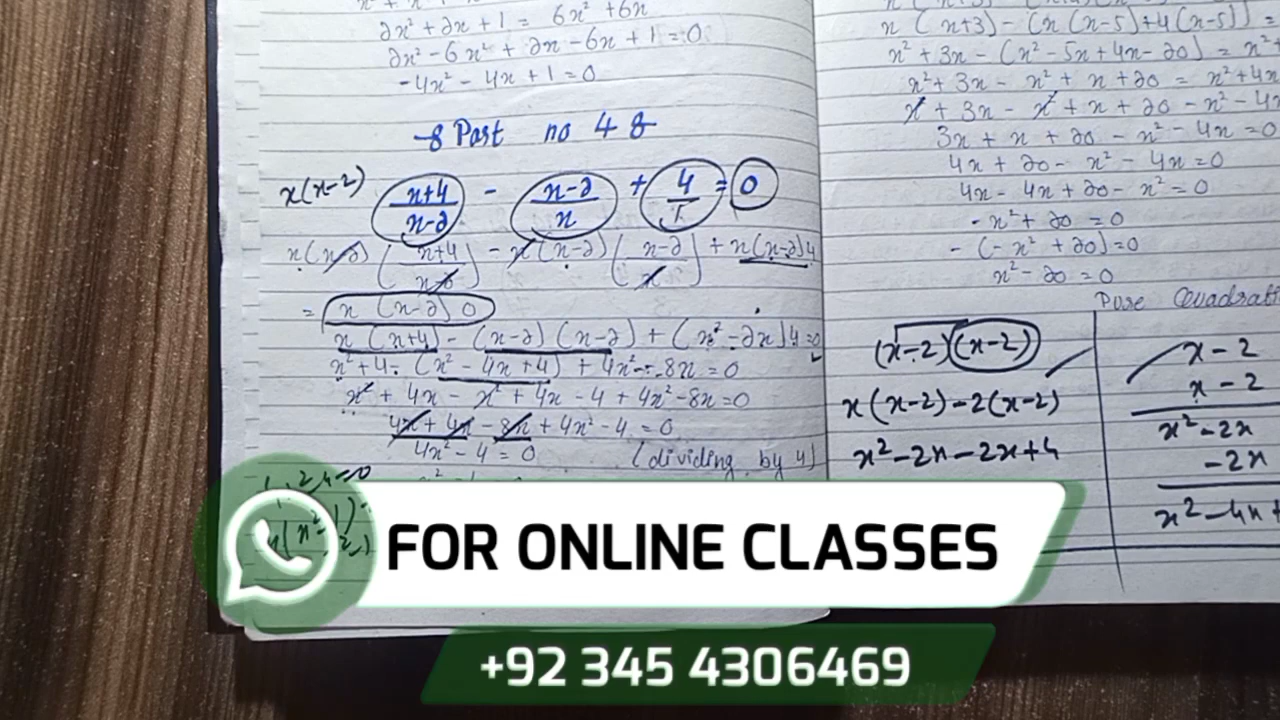 2x² + 2x + 1 = 6x² + 6x
2x² - 6x² + 2x - 6x + 1 = 0
-4x² - 4x + 1 = 0
Part no 4
x(x-2) x+4/x-2 - x-2/x + 4/1 = 0
x(x-2) (x+4/x-2) - x(x-2) (x-2/x) + x(x-2)4
= x (x-2) 0
x (x+4) - (x-2) (x-2) + (x² - 2x)4 = 0
x² + 4 - (x² - 4x + 4) + 4x² - 8x = 0
x² + 4x - x² + 4x - 4 + 4x² - 8x = 0
4x + 4x - 8x + 4x² - 4 = 0
4x² - 4 = 0 (dividing by 4)
x (x+3) - (x (x-5) + 4 (x-5)) =
x² + 3x - (x² - 5x + 4x - 20) = x²
x² + 3x - x² + x + 20 = x² + 4x
x² + 3x - x² + x + 20 - x² - 4x
3x + x + 20 - x² - 4x = 0
4x + 20 - x² - 4x = 0
4x - 4x + 20 - x² = 0
- x² + 20 = 0
- (- x² + 20) = 0
x² - 20 = 0
Pure Quadrat
(x-2)(x-2)
x(x-2) -2(x-2)
x² - 2x - 2x + 4
x - 2
x - 2
x² - 2x
- 2x
x² - 4x +
FOR ONLINE CLASSES
+92 345 4306469